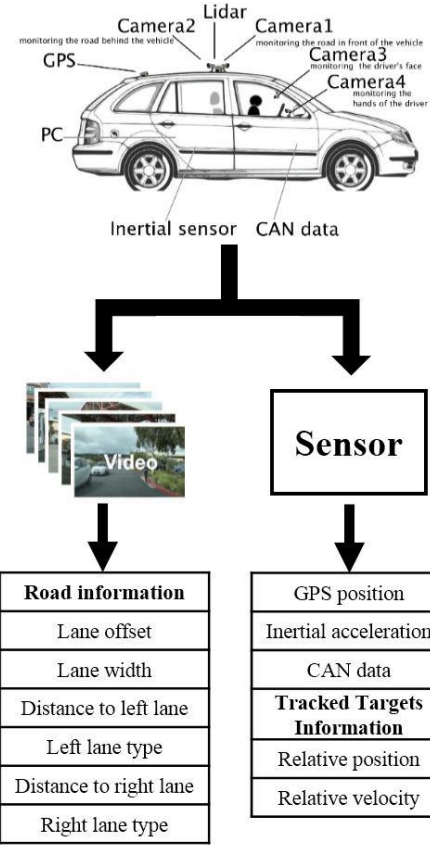 Lidar
Camera2
Camera1
monitoring the road behind the vehicle
monitoring the road in front of the vehicle
GPS
Camera3
monitoring the driver's face
Camera4
monitoring the
hands of the driver
PC
Inertial sensor
CAN data
Video
Sensor
Road information
Lane offset
Lane width
Distance to left lane
Left lane type
Distance to right lane
Right lane type
GPS position
Inertial acceleration
CAN data
Tracked Targets
Information
Relative position
Relative velocity